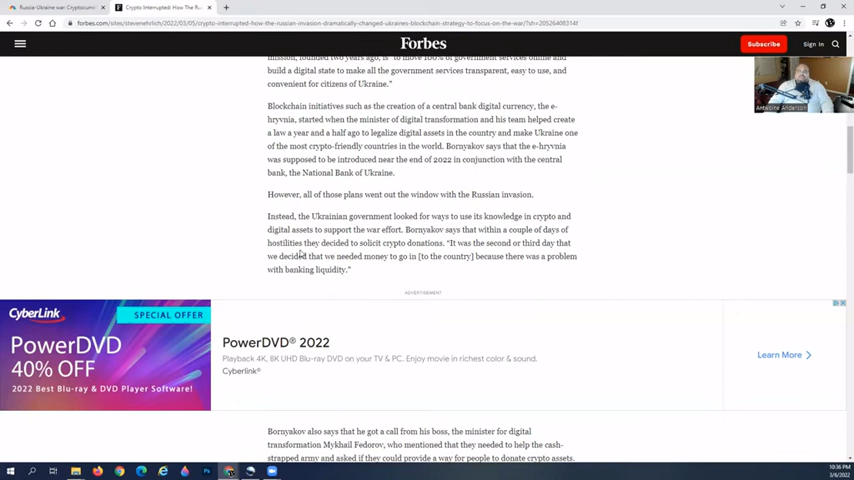 Russia-Ukraine war: Cryptocurre
Crypto Interrupted: How The Ru
forbes.com/sites/stevenehrlich/2022/03/05/crypto-interrupted-how-the-russian-invasion-dramatically-changed-ukraines-blockchain-strategy-to-focus-on-the-war/?sh=20526408314f
Forbes
Subscribe
Sign In
mission, founded two years ago, is "to move 100% of government services online and
build a digital state to make all the government services transparent, easy to use, and
convenient for citizens of Ukraine."
Antwoine Anderson
Blockchain initiatives such as the creation of a central bank digital currency, the e-
hryvnia, started when the minister of digital transformation and his team helped create
a law a year and a half ago to legalize digital assets in the country and make Ukraine one
of the most crypto-friendly countries in the world. Bornyakov says that the e-hryvnia
was supposed to be introduced near the end of 2022 in conjunction with the central
bank, the National Bank of Ukraine.
However, all of those plans went out the window with the Russian invasion.
Instead, the Ukrainian government looked for ways to use its knowledge in crypto and
digital assets to support the war effort. Bornyakov says that within a couple of days of
hostilities they decided to solicit crypto donations. "It was the second or third day that
we decided that we needed money to go in [to the country] because there was a problem
with banking liquidity."
ADVERTISEMENT
CyberLink
SPECIAL OFFER
PowerDVD
40% OFF
2022 Best Blu-ray & DVD Player Software!
PowerDVD® 2022
Playback 4K, 8K UHD Blu-ray DVD on your TV & PC. Enjoy movie in richest color & sound.
Cyberlink®
Learn More
Bornyakov also says that he got a call from his boss, the minister for digital
transformation Mykhail Fedorov, who mentioned that they needed to help the cash-
strapped army and asked if they could provide a way for people to donate crypto assets.
10:36 PM
3/6/2022